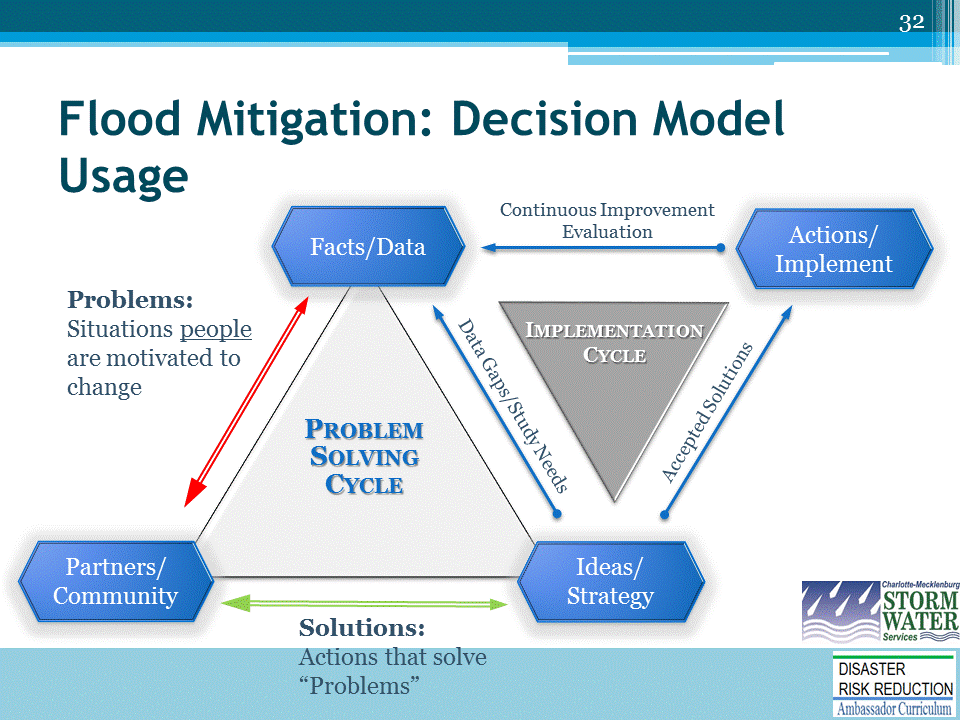 32
Flood Mitigation: Decision Model
Usage
Continuous Improvement
Evaluation
Facts/Data
Actions/
Implement
Problems:
Situations people
are motivated to
change
Data Gaps/Study Needs
IMPLEMENTATION
CYCLE
Accepted Solutions
PROBLEM
SOLVING
CYCLE
Partners/
Community
Ideas/
Strategy
Solutions:
Actions that solve
“Problems”
Charlotte-Mecklenburg
STORM
WATER
Services
DISASTER
RISK REDUCTION
Ambassador Curriculum